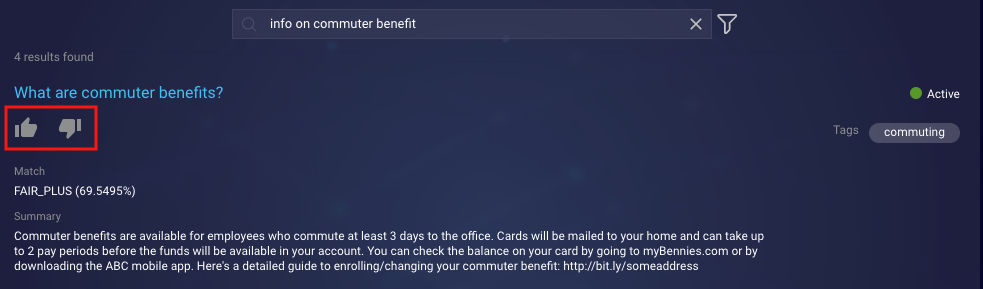 info on commuter benefit
4 results found
What are commuter benefits?
Active
Tags
commuting
Match
FAIR_PLUS (69.5495%)
Summary
Commuter benefits are available for employees who commute at least 3 days to the office. Cards will be mailed to your home and can take up
to 2 pay periods before the funds will be available in your account. You can check the balance on your card by going to myBennies.com or by
downloading the ABC mobile app. Here's a detailed guide to enrolling/changing your commuter benefit: http://bit.ly/someaddress